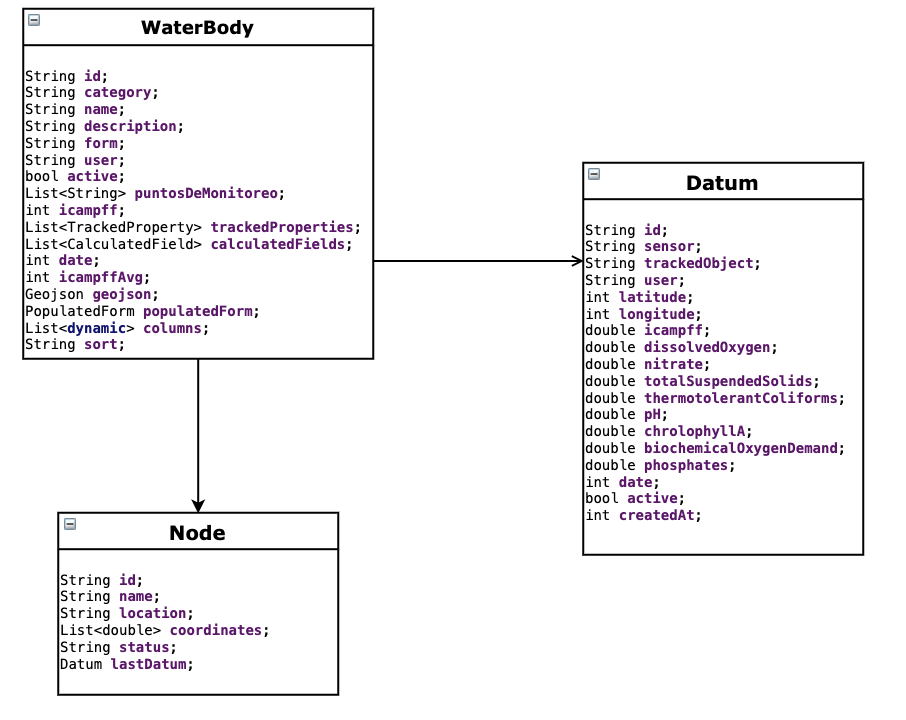 WaterBody
String id;
String category;
String name;
String description;
String form;
String user;
bool active;
List<String> puntosDeMonitoreo;
int icampff;
List<TrackedProperty> trackedProperties;
List<CalculatedField> calculatedFields;
int date;
int icampffAvg;
Geojson geojson;
PopulatedForm populatedForm;
List<dynamic> columns;
String sort;
Datum
String id;
String sensor;
String trackedObject;
String user;
int latitude;
int longitude;
double icampff;
double dissolvedOxygen;
double nitrate;
double totalSuspendedSolids;
double thermotolerantColiforms;
double pH;
double chrolophyllA;
double biochemicalOxygenDemand;
double phosphates;
int date;
bool active;
int createdAt;
Node
String id;
String name;
String location;
List<double> coordinates;
String status;
Datum lastDatum;